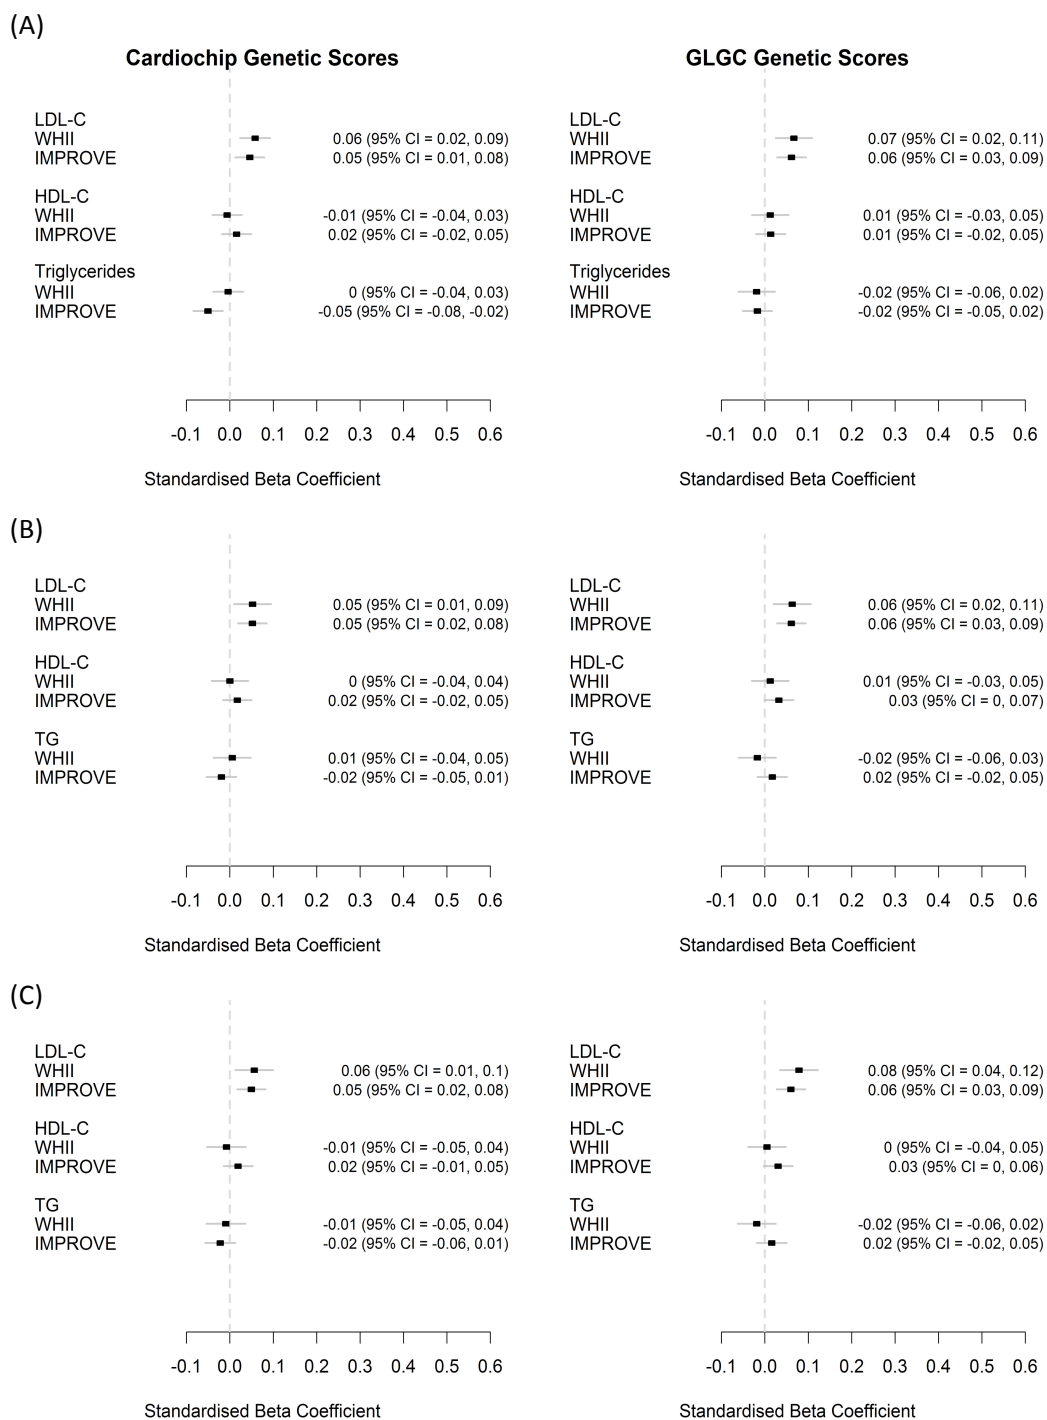 (A)
Cardiochip Genetic Scores
LDL-C
WHII 0.06 (95% CI = 0.02, 0.09)
IMPROVE 0.05 (95% CI = 0.01, 0.08)
HDL-C
WHII -0.01 (95% CI = -0.04, 0.03)
IMPROVE 0.02 (95% CI = -0.02, 0.05)
Triglycerides
WHII 0 (95% CI = -0.04, 0.03)
IMPROVE -0.05 (95% CI = -0.08, -0.02)
-0.1 0.0 0.1 0.2 0.3 0.4 0.5 0.6
Standardised Beta Coefficient
GLGC Genetic Scores
LDL-C
WHII 0.07 (95% CI = 0.02, 0.11)
IMPROVE 0.06 (95% CI = 0.03, 0.09)
HDL-C
WHII 0.01 (95% CI = -0.03, 0.05)
IMPROVE 0.01 (95% CI = -0.02, 0.05)
Triglycerides
WHII -0.02 (95% CI = -0.06, 0.02)
IMPROVE -0.02 (95% CI = -0.05, 0.02)
-0.1 0.0 0.1 0.2 0.3 0.4 0.5 0.6
Standardised Beta Coefficient
(B)
LDL-C
WHII 0.05 (95% CI = 0.01, 0.09)
IMPROVE 0.05 (95% CI = 0.02, 0.08)
HDL-C
WHII 0 (95% CI = -0.04, 0.04)
IMPROVE 0.02 (95% CI = -0.02, 0.05)
TG
WHII 0.01 (95% CI = -0.04, 0.05)
IMPROVE -0.02 (95% CI = -0.05, 0.01)
-0.1 0.0 0.1 0.2 0.3 0.4 0.5 0.6
Standardised Beta Coefficient
LDL-C
WHII 0.06 (95% CI = 0.02, 0.11)
IMPROVE 0.06 (95% CI = 0.03, 0.09)
HDL-C
WHII 0.01 (95% CI = -0.03, 0.05)
IMPROVE 0.03 (95% CI = 0, 0.07)
TG
WHII -0.02 (95% CI = -0.06, 0.03)
IMPROVE 0.02 (95% CI = -0.02, 0.05)
-0.1 0.0 0.1 0.2 0.3 0.4 0.5 0.6
Standardised Beta Coefficient
(C)
LDL-C
WHII 0.06 (95% CI = 0.01, 0.1)
IMPROVE 0.05 (95% CI = 0.02, 0.08)
HDL-C
WHII -0.01 (95% CI = -0.05, 0.04)
IMPROVE 0.02 (95% CI = -0.01, 0.05)
TG
WHII -0.01 (95% CI = -0.05, 0.04)
IMPROVE -0.02 (95% CI = -0.06, 0.01)
-0.1 0.0 0.1 0.2 0.3 0.4 0.5 0.6
Standardised Beta Coefficient
LDL-C
WHII 0.08 (95% CI = 0.04, 0.12)
IMPROVE 0.06 (95% CI = 0.03, 0.09)
HDL-C
WHII 0 (95% CI = -0.04, 0.05)
IMPROVE 0.03 (95% CI = 0, 0.06)
TG
WHII -0.02 (95% CI = -0.06, 0.02)
IMPROVE 0.02 (95% CI = -0.02, 0.05)
-0.1 0.0 0.1 0.2 0.3 0.4 0.5 0.6
Standardised Beta Coefficient